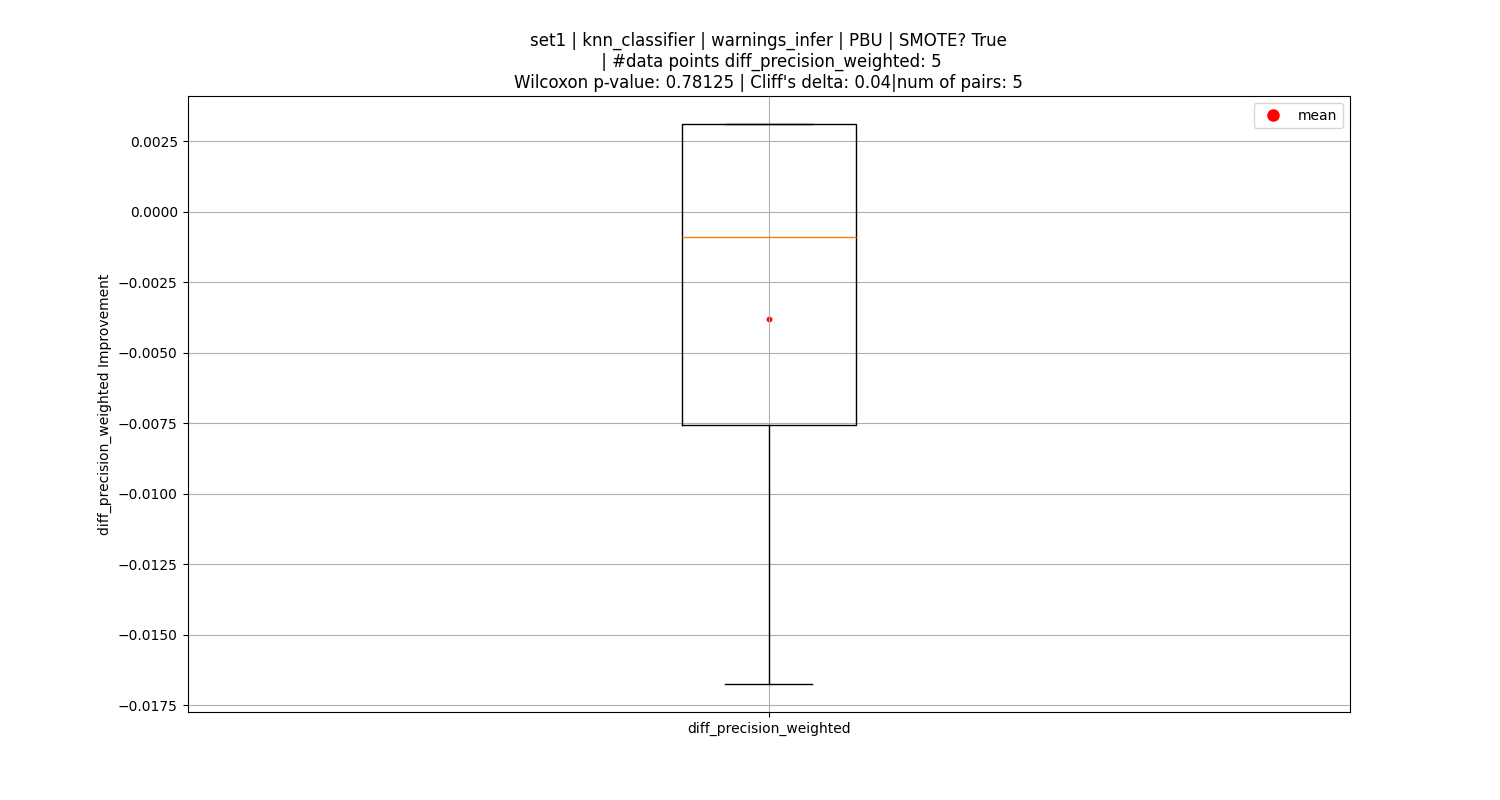 set1 | knn_classifier | warnings_infer | PBU | SMOTE? True
| #data points diff_precision_weighted: 5
Wilcoxon p-value: 0.78125 | Cliff's delta: 0.04|num of pairs: 5
mean
0.0025
0.0000
−0.0025
−0.0050
−0.0075
−0.0100
−0.0125
−0.0150
−0.0175
diff_precision_weighted Improvement
diff_precision_weighted